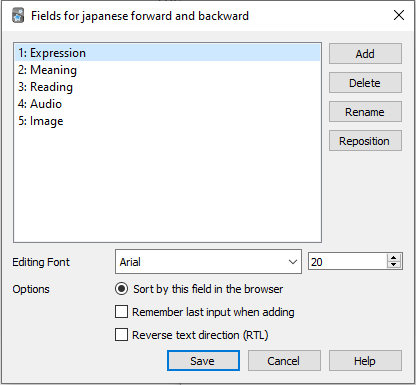 Fields for japanese forward and backward
1: Expression
2: Meaning
3: Reading
4: Audio
5: Image
Add
Delete
Rename
Reposition
Editing Font
Arial
20
Options
Sort by this field in the browser
Remember last input when adding
Reverse text direction (RTL)
Save
Cancel
Help